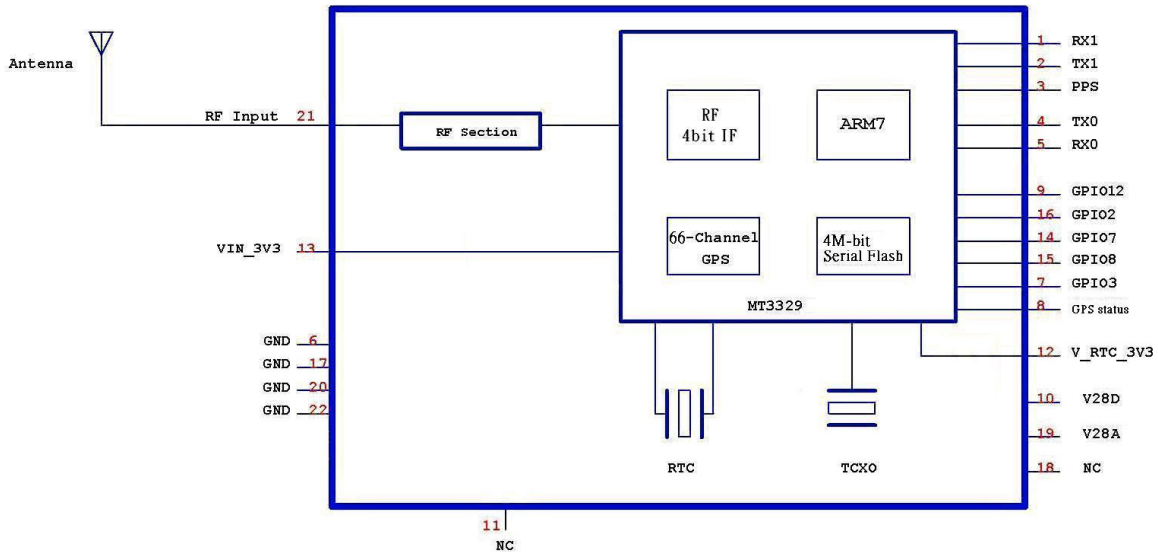 Antenna
RF Input 21
RF Section
RF
4bit IF
ARM7
66-Channel
GPS
4M-bit
Serial Flash
MT3329
VIN_3V3 13
GND 6
GND 17
GND 20
GND 22
1 RX1
2 TX1
3 PPS
4 TX0
5 RX0
9 GPIO12
16 GPIO2
14 GPIO7
15 GPIO8
7 GPIO3
8 GPS status
12 V_RTC_3V3
10 V28D
19 V28A
18 NC
RTC
TCXO
11
NC